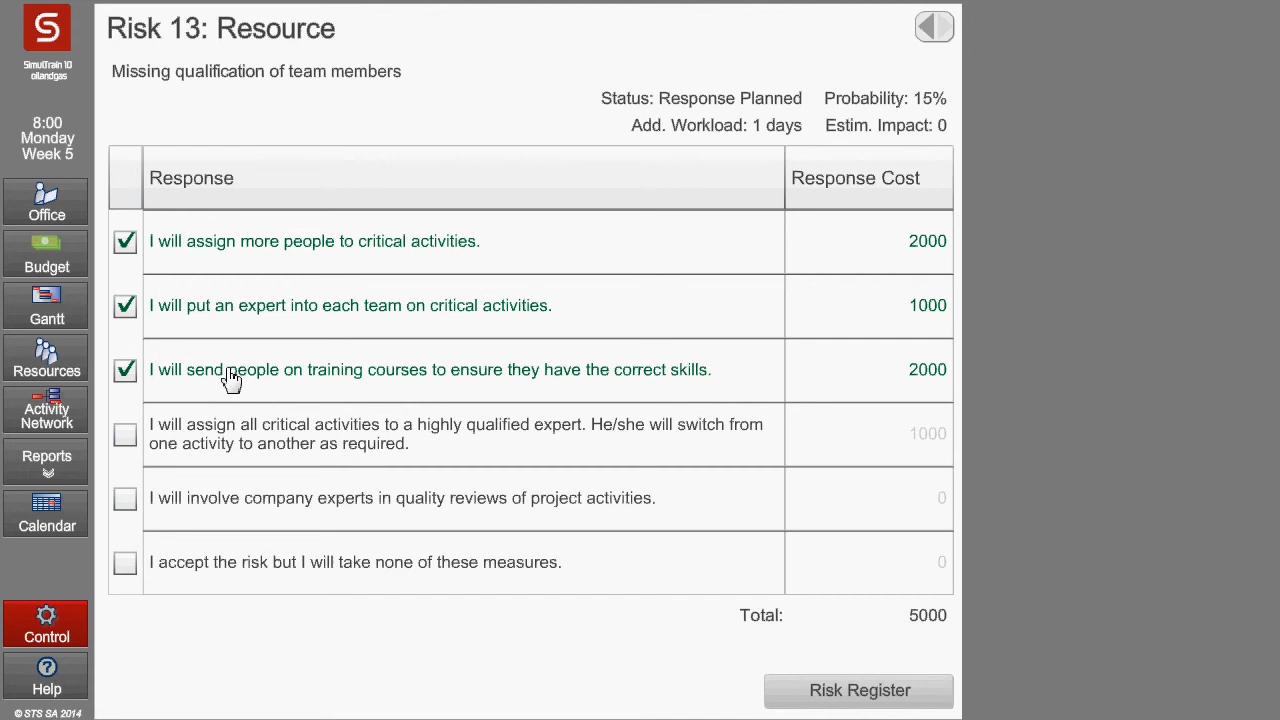 S
SimulTrain 10
oilandgas
8:00
Monday
Week 5
Office
Budget
Gantt
Resources
Activity
Network
Reports
Calendar
Control
Help
© STS SA 2014
Risk 13: Resource
Missing qualification of team members
Status: Response Planned Probability: 15%
Add. Workload: 1 days Estim. Impact: 0
Response Response Cost
I will assign more people to critical activities. 2000
I will put an expert into each team on critical activities. 1000
I will send people on training courses to ensure they have the correct skills. 2000
I will assign all critical activities to a highly qualified expert. He/she will switch from
one activity to another as required. 1000
I will involve company experts in quality reviews of project activities. 0
I accept the risk but I will take none of these measures. 0
Total: 5000
Risk Register